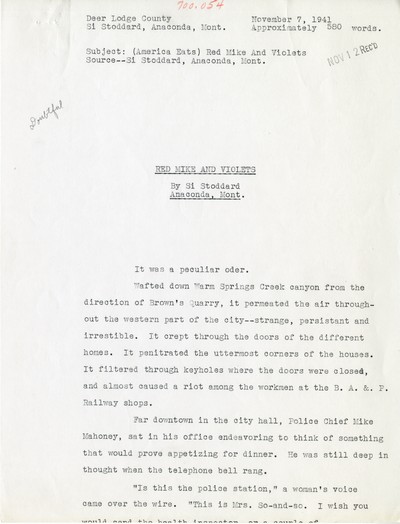 700.054
Deer Lodge County November 7, 1941
Si Stoddard, Anaconda, Mont. Approximately 580 words.
Subject: (America Eats) Red Mike And Violets
Source--Si Stoddard, Anaconda, Mont.
NOV 12 REC'D
Doubtful
RED MIKE AND VIOLETS
By Si Stoddard
Anaconda, Mont.
It was a peculiar oder.
Wafted down Warm Springs Creek canyon from the
direction of Brown's Quarry, it permeated the air through-
out the western part of the city--strange, persistant and
irrestible. It crept through the doors of the different
homes. It penitrated the uttermost corners of the houses.
It filtered through keyholes where the doors were closed,
and almost caused a riot among the workmen at the B. A. &. P.
Railway shops.
Far downtown in the city hall, Police Chief Mike
Mahoney, sat in his office endeavoring to think of something
that would prove appetizing for dinner. He was still deep in
thought when the telephone bell rang.
"Is this the police station," a woman's voice
came over the wire. "This is Mrs. So-and-so. I wish you
would send the health inspector, or a couple of